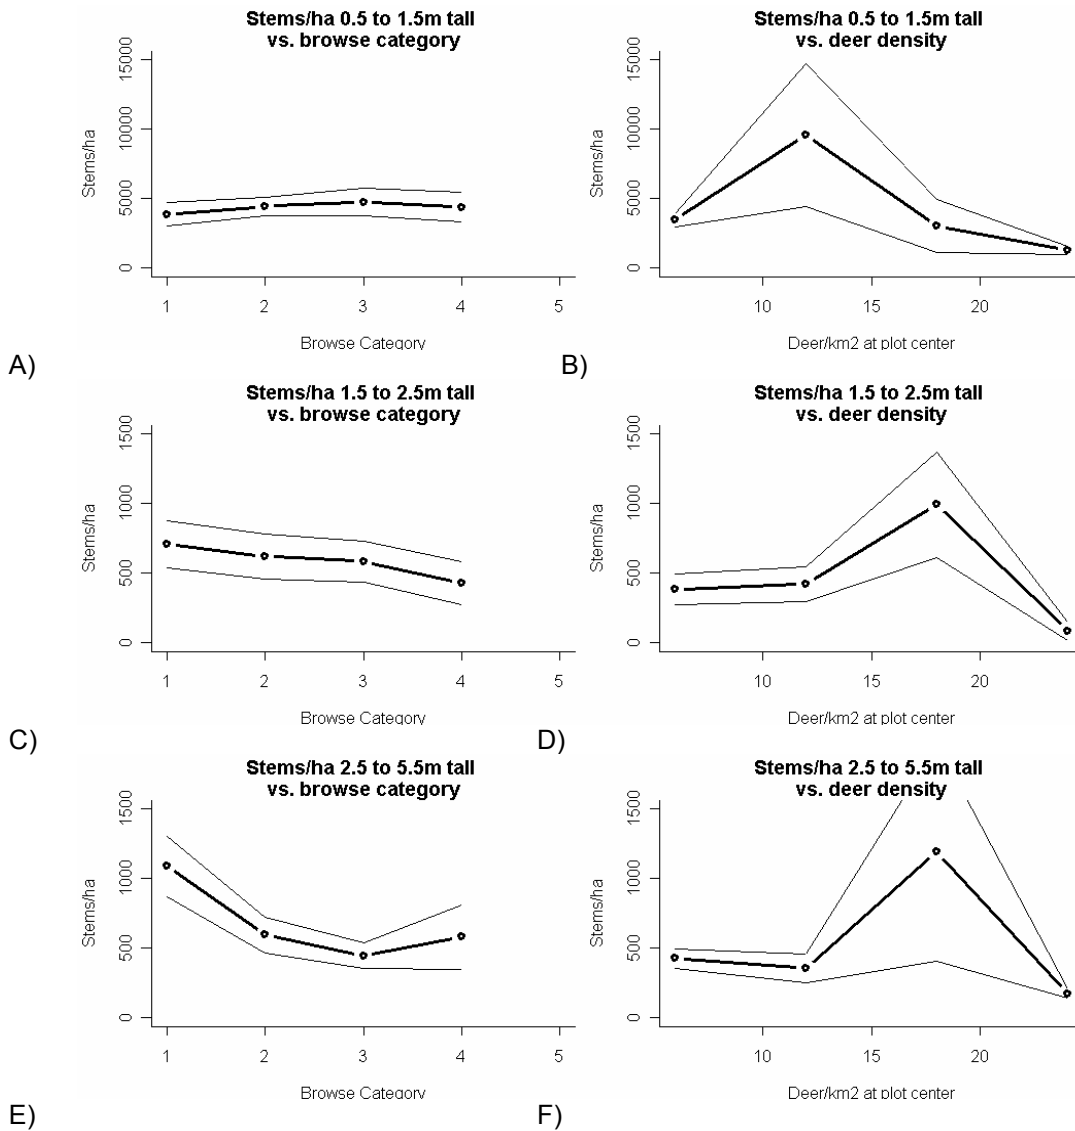 Stems/ha 0.5 to 1.5m tall
vs. browse category
Stems/ha
0
5000
10000
15000
1
2
3
4
5
Browse Category
A)
Stems/ha 0.5 to 1.5m tall
vs. deer density
Stems/ha
0
5000
10000
15000
10
15
20
Deer/km2 at plot center
B)
Stems/ha 1.5 to 2.5m tall
vs. browse category
Stems/ha
0
500
1000
1500
1
2
3
4
5
Browse Category
C)
Stems/ha 1.5 to 2.5m tall
vs. deer density
Stems/ha
0
500
1000
1500
10
15
20
Deer/km2 at plot center
D)
Stems/ha 2.5 to 5.5m tall
vs. browse category
Stems/ha
0
500
1000
1500
1
2
3
4
5
Browse Category
E)
Stems/ha 2.5 to 5.5m tall
vs. deer density
Stems/ha
0
500
1000
1500
10
15
20
Deer/km2 at plot center
F)